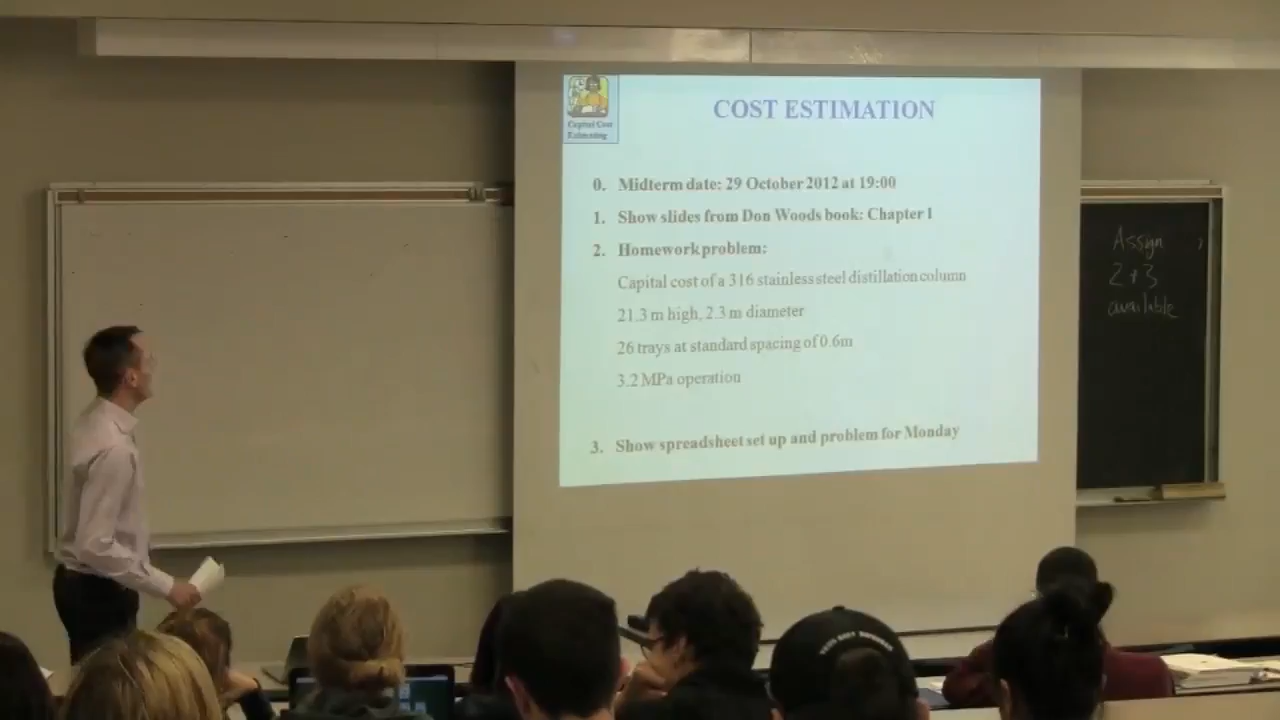 Capital Cost
Estimating
COST ESTIMATION
0. Midterm date: 29 October 2012 at 19:00
1. Show slides from Don Woods book: Chapter 1
2. Homework problem:
Capital cost of a 316 stainless steel distillation column
21.3 m high, 2.3 m diameter
26 trays at standard spacing of 0.6m
3.2 MPa operation
3. Show spreadsheet set up and problem for Monday
Assign
2+3
available